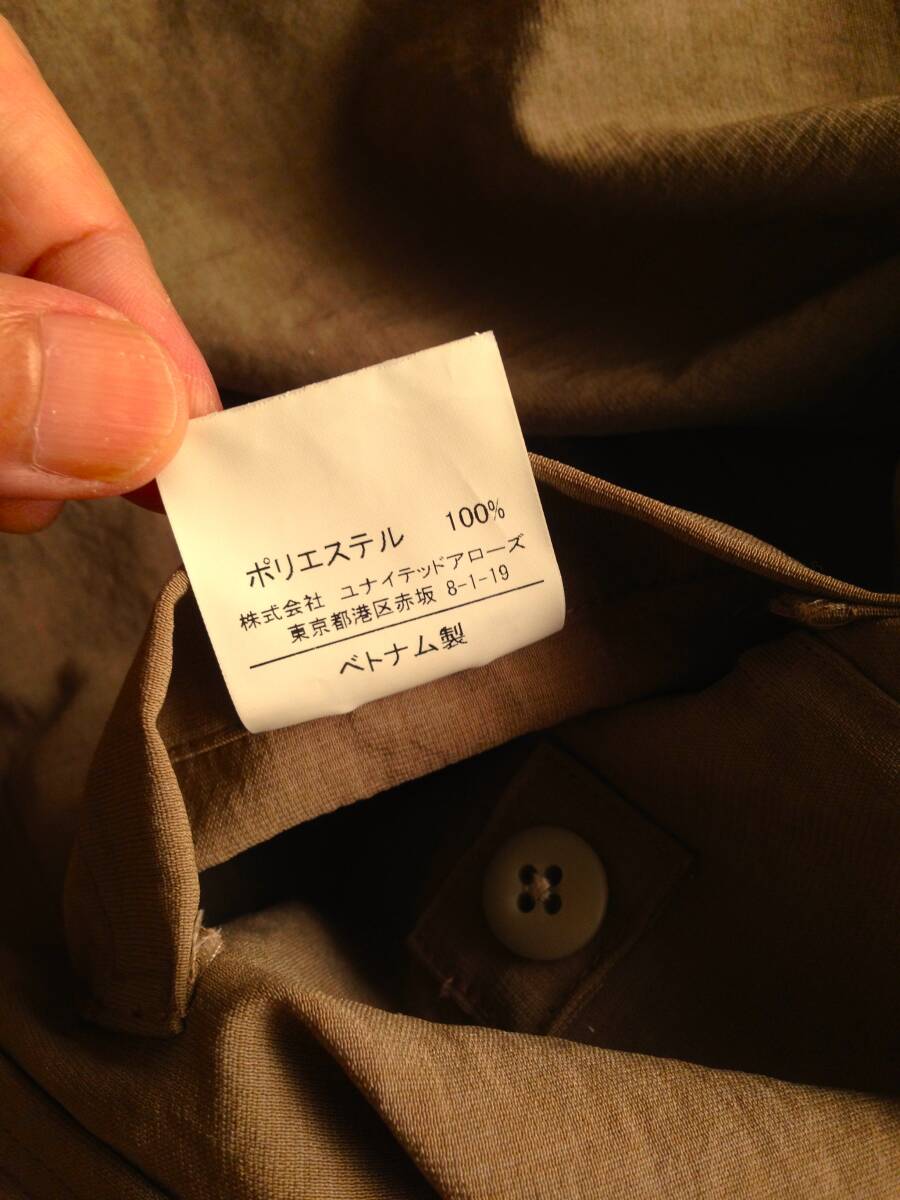 ポリエステル 100%
株式会社 ユナイテッドアローズ
東京都港区赤坂 8-1-19
ベトナム製